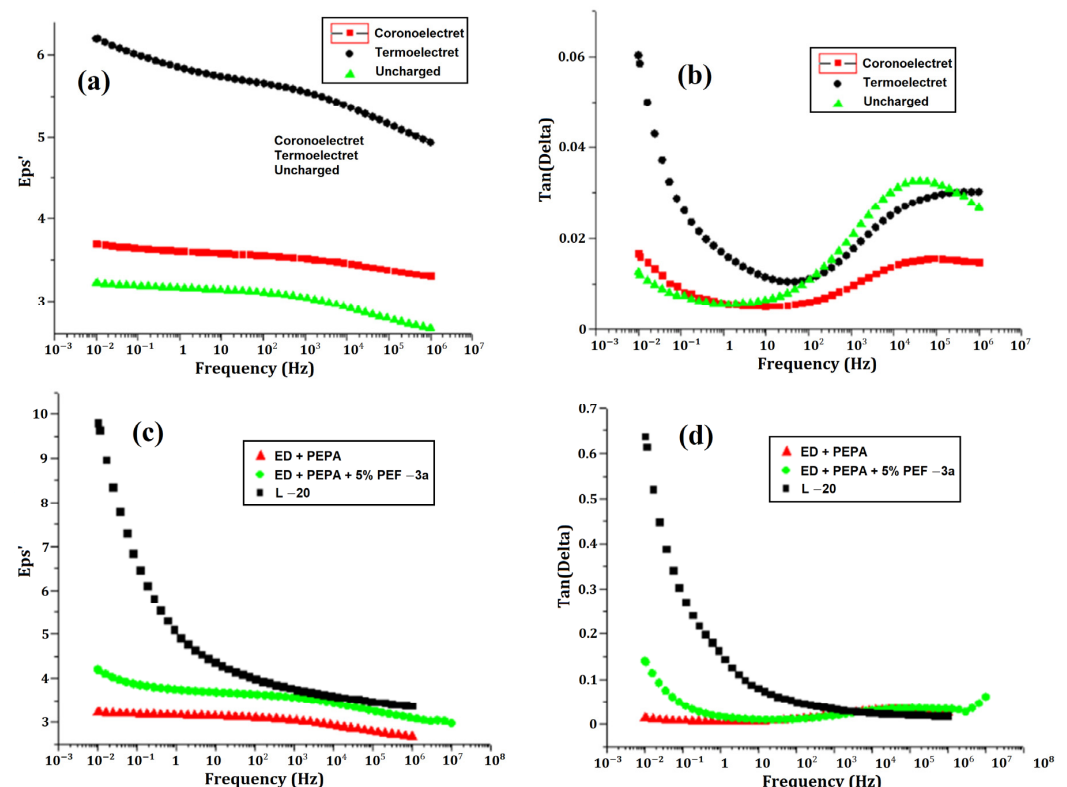 (a)
Coronoelectret
Termoelectret
Uncharged
Coronoelectret
Termoelectret
Uncharged
Eps'
6
5
4
3
10⁻³ 10⁻² 10⁻¹ 1 10 10² 10³ 10⁴ 10⁵ 10⁶ 10⁷
Frequency (Hz)
(b)
Coronoelectret
Termoelectret
Uncharged
Tan(Delta)
0.06
0.04
0.02
0
10⁻³ 10⁻² 10⁻¹ 1 10 10² 10³ 10⁴ 10⁵ 10⁶ 10⁷
Frequency (Hz)
(c)
ED + PEPA
ED + PEPA + 5% PEF −3a
L −20
Eps'
10
9
8
7
6
5
4
3
10⁻³ 10⁻² 10⁻¹ 1 10 10² 10³ 10⁴ 10⁵ 10⁶ 10⁷ 10⁸
Frequency (Hz)
(d)
ED + PEPA
ED + PEPA + 5% PEF −3a
L −20
Tan(Delta)
0.7
0.6
0.5
0.4
0.3
0.2
0.1
0
10⁻³ 10⁻² 10⁻¹ 1 10 10² 10³ 10⁴ 10⁵ 10⁶ 10⁷ 10⁸
Frequency (Hz)